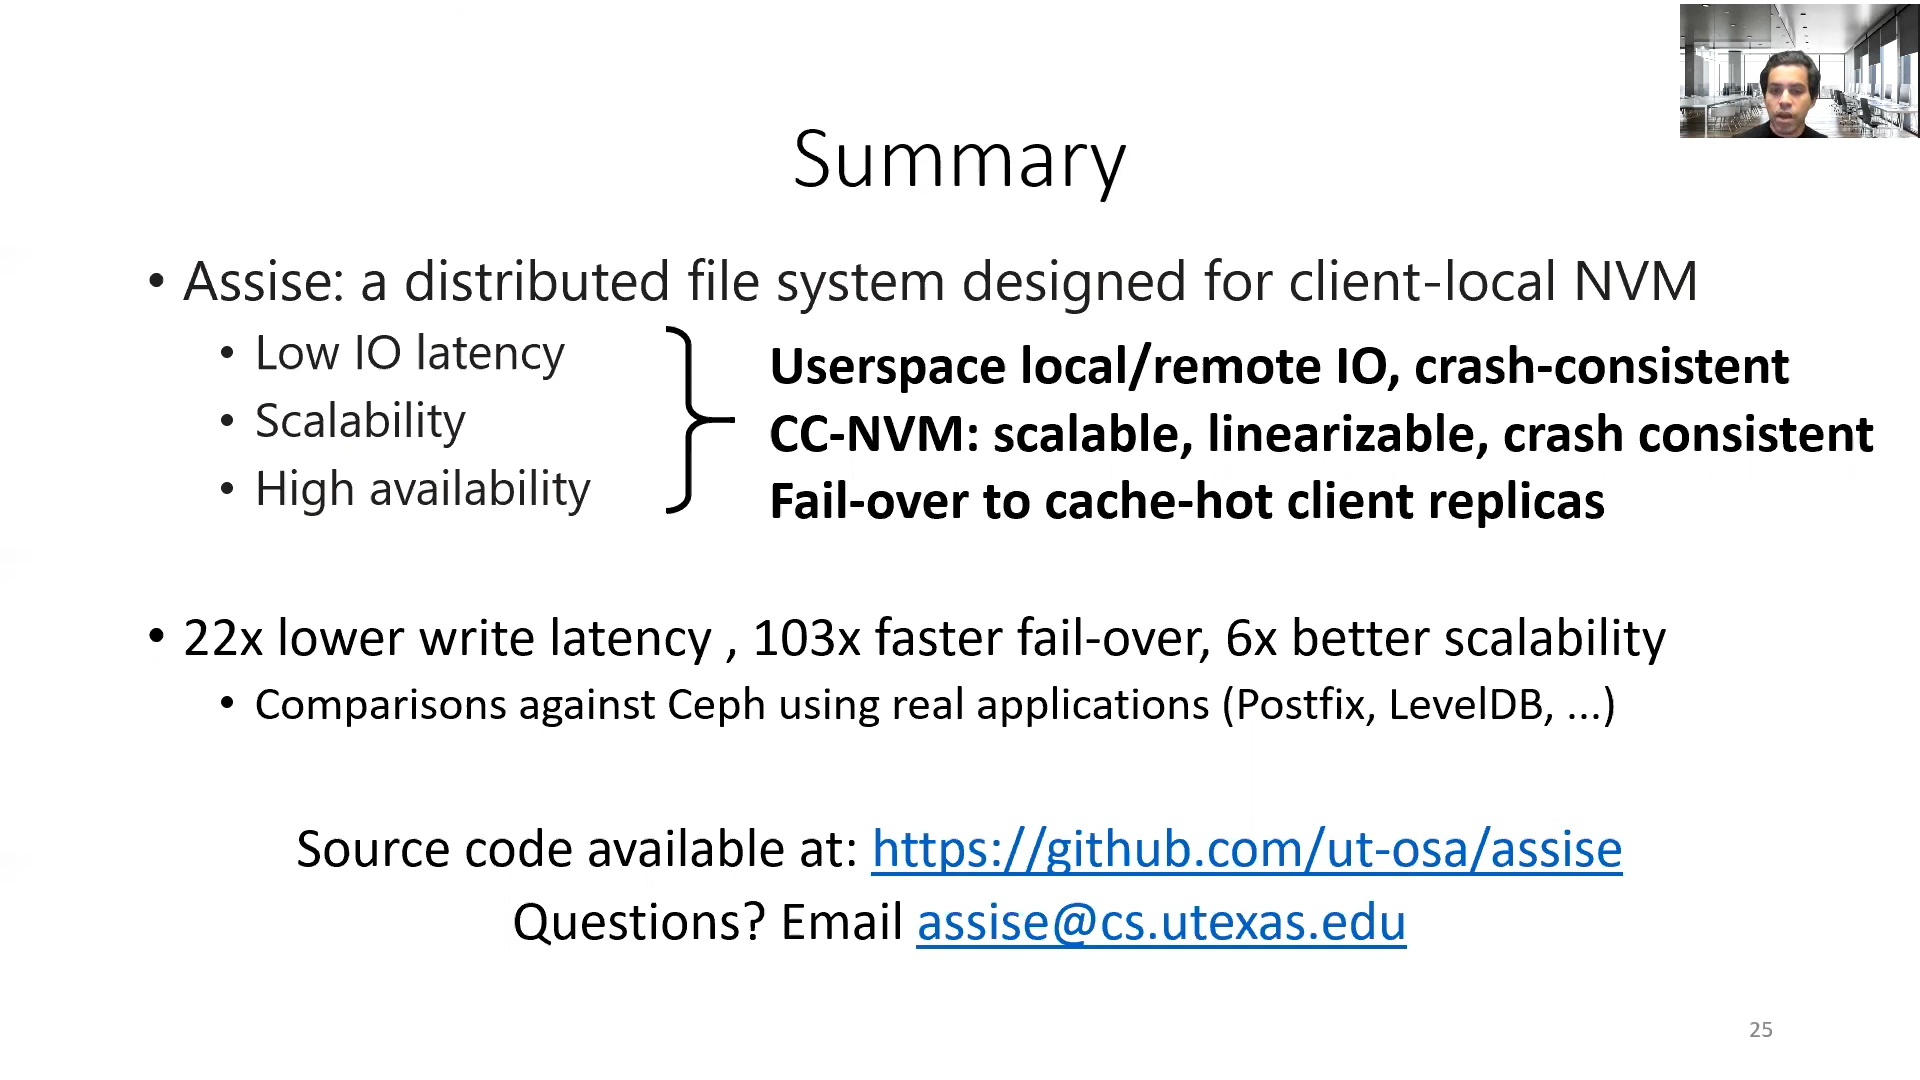 Summary
• Assise: a distributed file system designed for client-local NVM
• Low IO latency
• Scalability
• High availability
Userspace local/remote IO, crash-consistent
CC-NVM: scalable, linearizable, crash consistent
Fail-over to cache-hot client replicas
• 22x lower write latency , 103x faster fail-over, 6x better scalability
• Comparisons against Ceph using real applications (Postfix, LevelDB, ...)
Source code available at: https://github.com/ut-osa/assise
Questions? Email assise@cs.utexas.edu
25